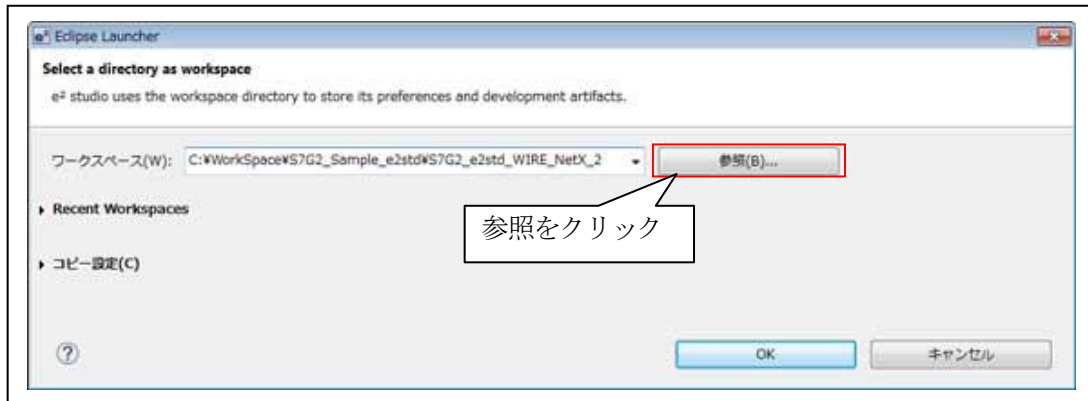 e² Eclipse Launcher
Select a directory as workspace
e² studio uses the workspace directory to store its preferences and development artifacts.
ワークスペース(W): C:¥WorkSpace¥S7G2_Sample_e2std¥S7G2_e2std_WIRE_NetX_2 参照(B)...
Recent Workspaces
参照をクリック
コピー設定(C)
? OK キャンセル